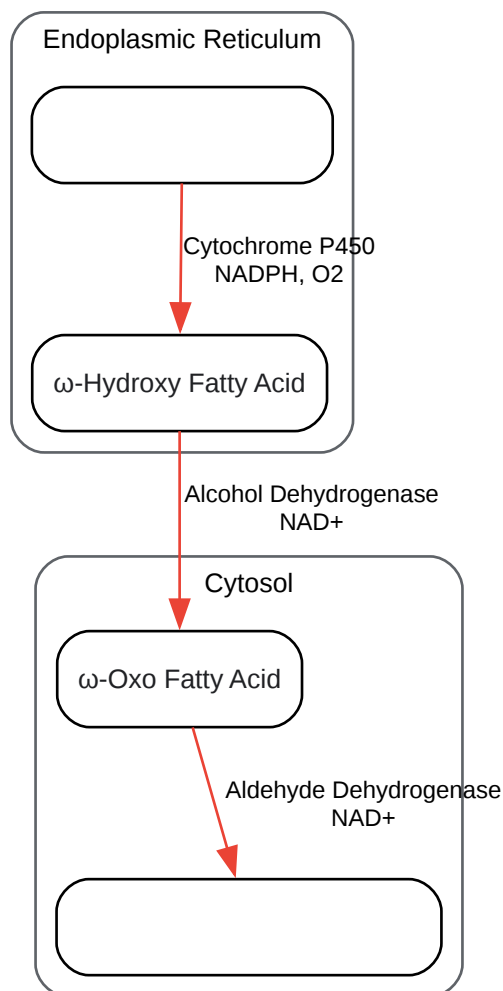 Endoplasmic Reticulum
Cytochrome P450
NADPH, O2
ω-Hydroxy Fatty Acid
Alcohol Dehydrogenase
NAD+
Cytosol
ω-Oxo Fatty Acid
Aldehyde Dehydrogenase
NAD+